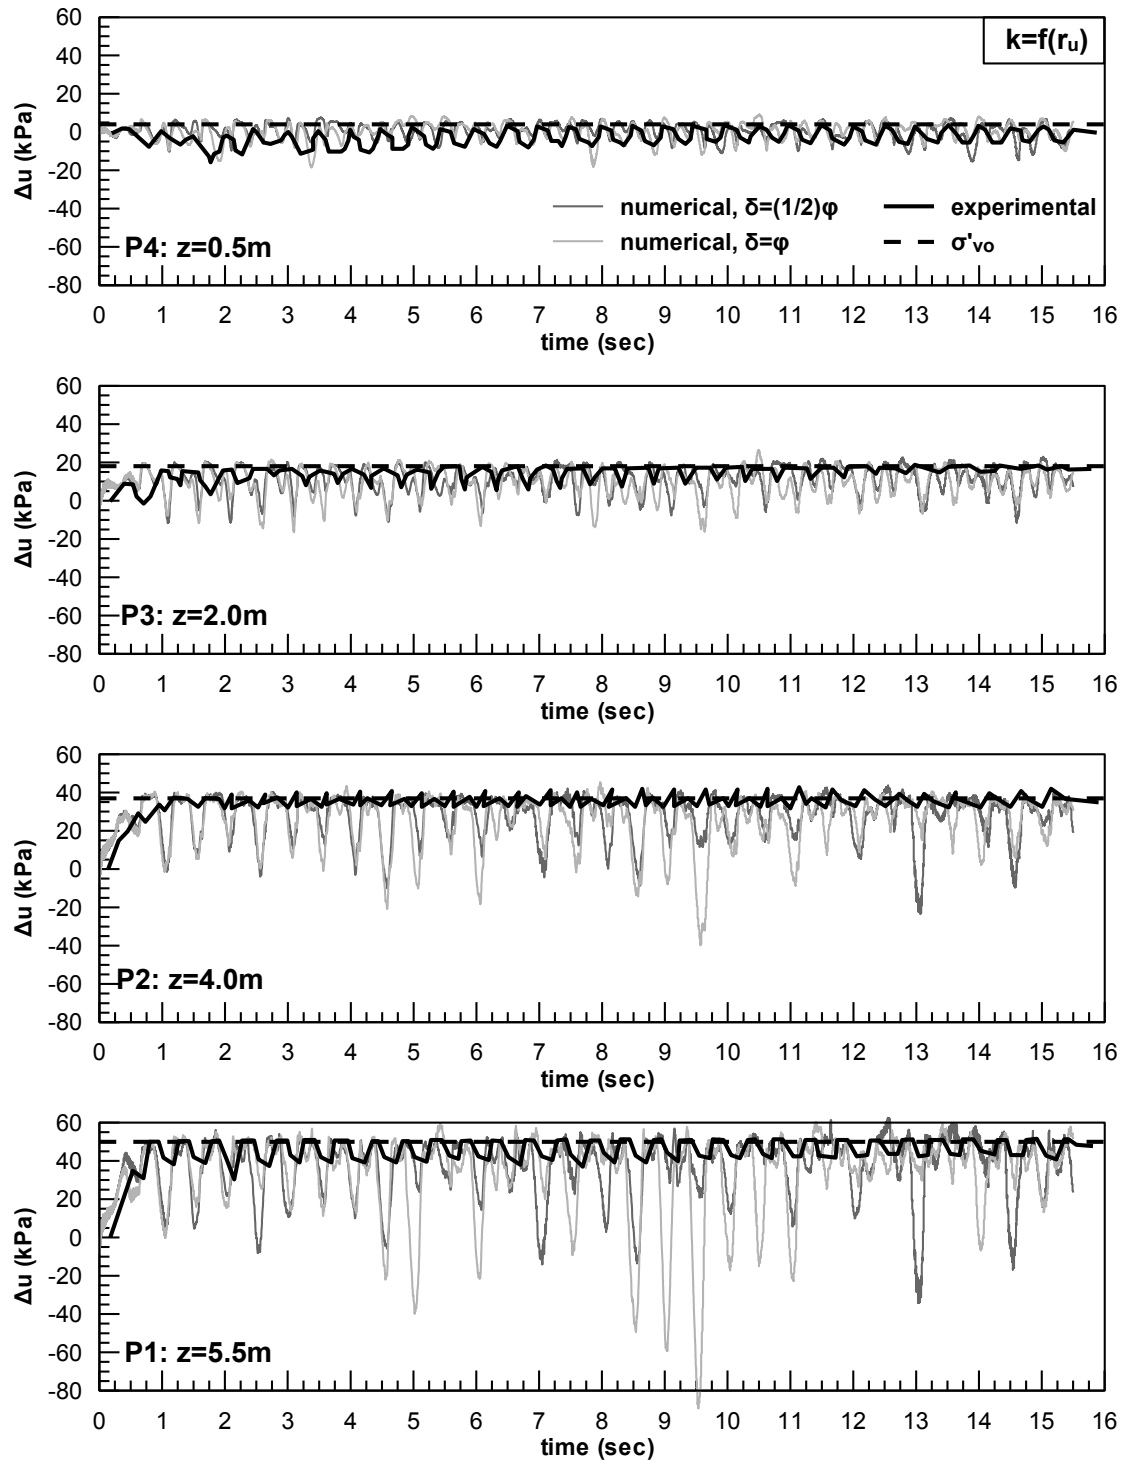 60
k=f(ru)
40
20
0
-20
-40
-60
-80
Δu (kPa)
numerical, δ=(1/2)φ
experimental
numerical, δ=φ
σ'vo
P4: z=0.5m
0 1 2 3 4 5 6 7 8 9 10 11 12 13 14 15 16
time (sec)
60
40
20
0
-20
-40
-60
-80
Δu (kPa)
P3: z=2.0m
0 1 2 3 4 5 6 7 8 9 10 11 12 13 14 15 16
time (sec)
60
40
20
0
-20
-40
-60
-80
Δu (kPa)
P2: z=4.0m
0 1 2 3 4 5 6 7 8 9 10 11 12 13 14 15 16
time (sec)
60
40
20
0
-20
-40
-60
-80
Δu (kPa)
P1: z=5.5m
0 1 2 3 4 5 6 7 8 9 10 11 12 13 14 15 16
time (sec)